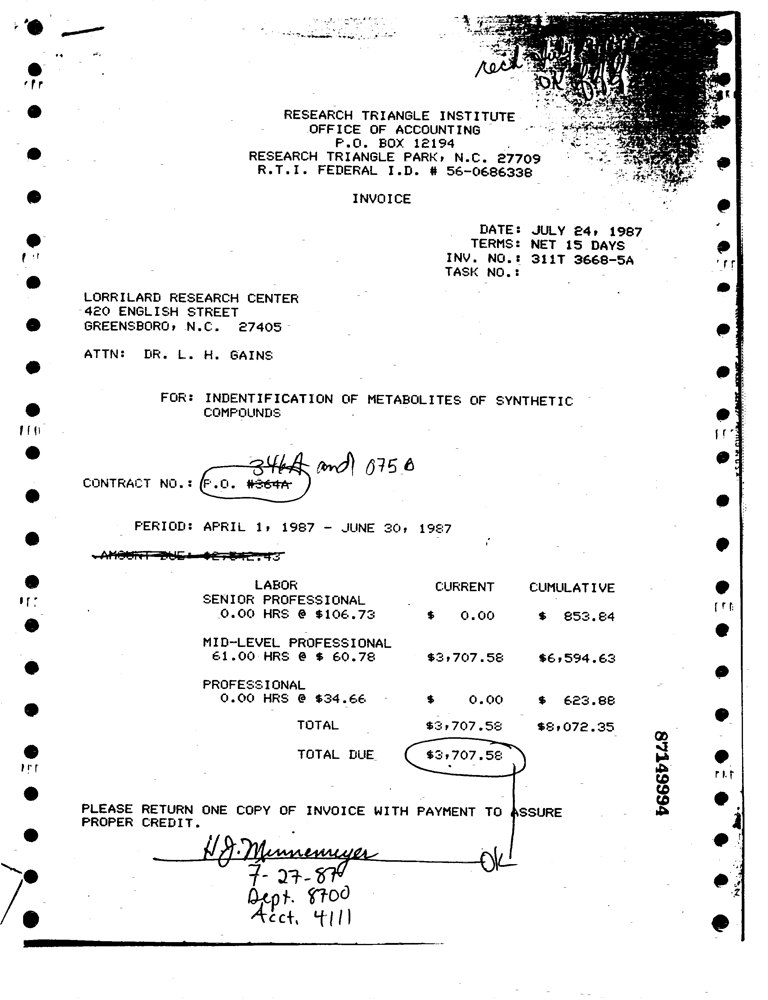 recd July
OK
RESEARCH TRIANGLE INSTITUTE
OFFICE OF ACCOUNTING
P.O. BOX 12194
RESEARCH TRIANGLE PARK, N.C. 27709
R.T.I. FEDERAL I.D. # 56-0686338
INVOICE
DATE: JULY 24, 1987
TERMS: NET 15 DAYS
INV. NO.: 311T 3668-5A
TASK NO.:
LORRILARD RESEARCH CENTER
420 ENGLISH STREET
GREENSBORO, N.C. 27405
ATTN: DR. L. H. GAINS
FOR: INDENTIFICATION OF METABOLITES OF SYNTHETIC
COMPOUNDS
346A and 075B
CONTRACT NO.: P.O. #364A
PERIOD: APRIL 1, 1987 - JUNE 30, 1987
AMOUNT DUE: $2,842.43
LABOR CURRENT CUMULATIVE
SENIOR PROFESSIONAL
0.00 HRS @ $106.73 $ 0.00 $ 853.84
MID-LEVEL PROFESSIONAL
61.00 HRS @ $ 60.78 $3,707.58 $6,594.63
PROFESSIONAL
0.00 HRS @ $34.66 $ 0.00 $ 623.88
TOTAL $3,707.58 $8,072.35
TOTAL DUE $3,707.58
87149994
PLEASE RETURN ONE COPY OF INVOICE WITH PAYMENT TO ASSURE
PROPER CREDIT.
H.J. Minnemeyer OK
7-27-87
Dept. 8700
Acct. 4111